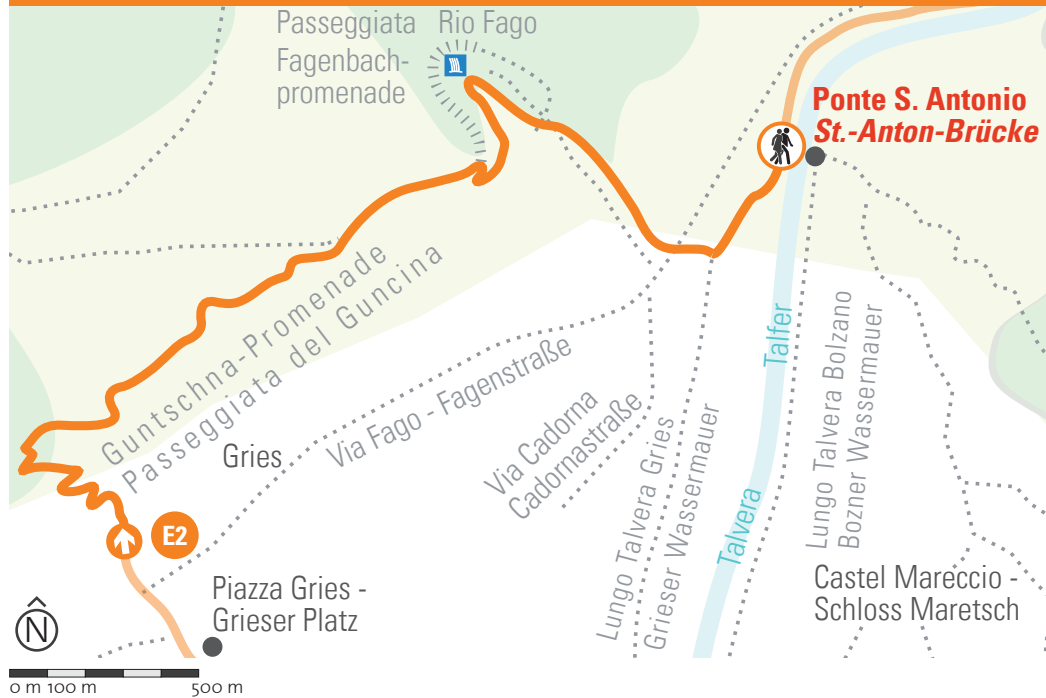 Passeggiata Rio Fago
Fagenbach-
promenade
Ponte S. Antonio
St.-Anton-Brücke
Guntschna-Promenade
Passeggiata del Guncina
Gries
Via Fago - Fagenstraße
Via Cadorna
Cadornastraße
Lungo Talvera Gries
Grieser Wassermauer
Talfer
Talvera
Lungo Talvera Bolzano
Bozner Wassermauer
E2
Piazza Gries -
Grieser Platz
Castel Mareccio -
Schloss Maretsch
N
0 m 100 m 500 m